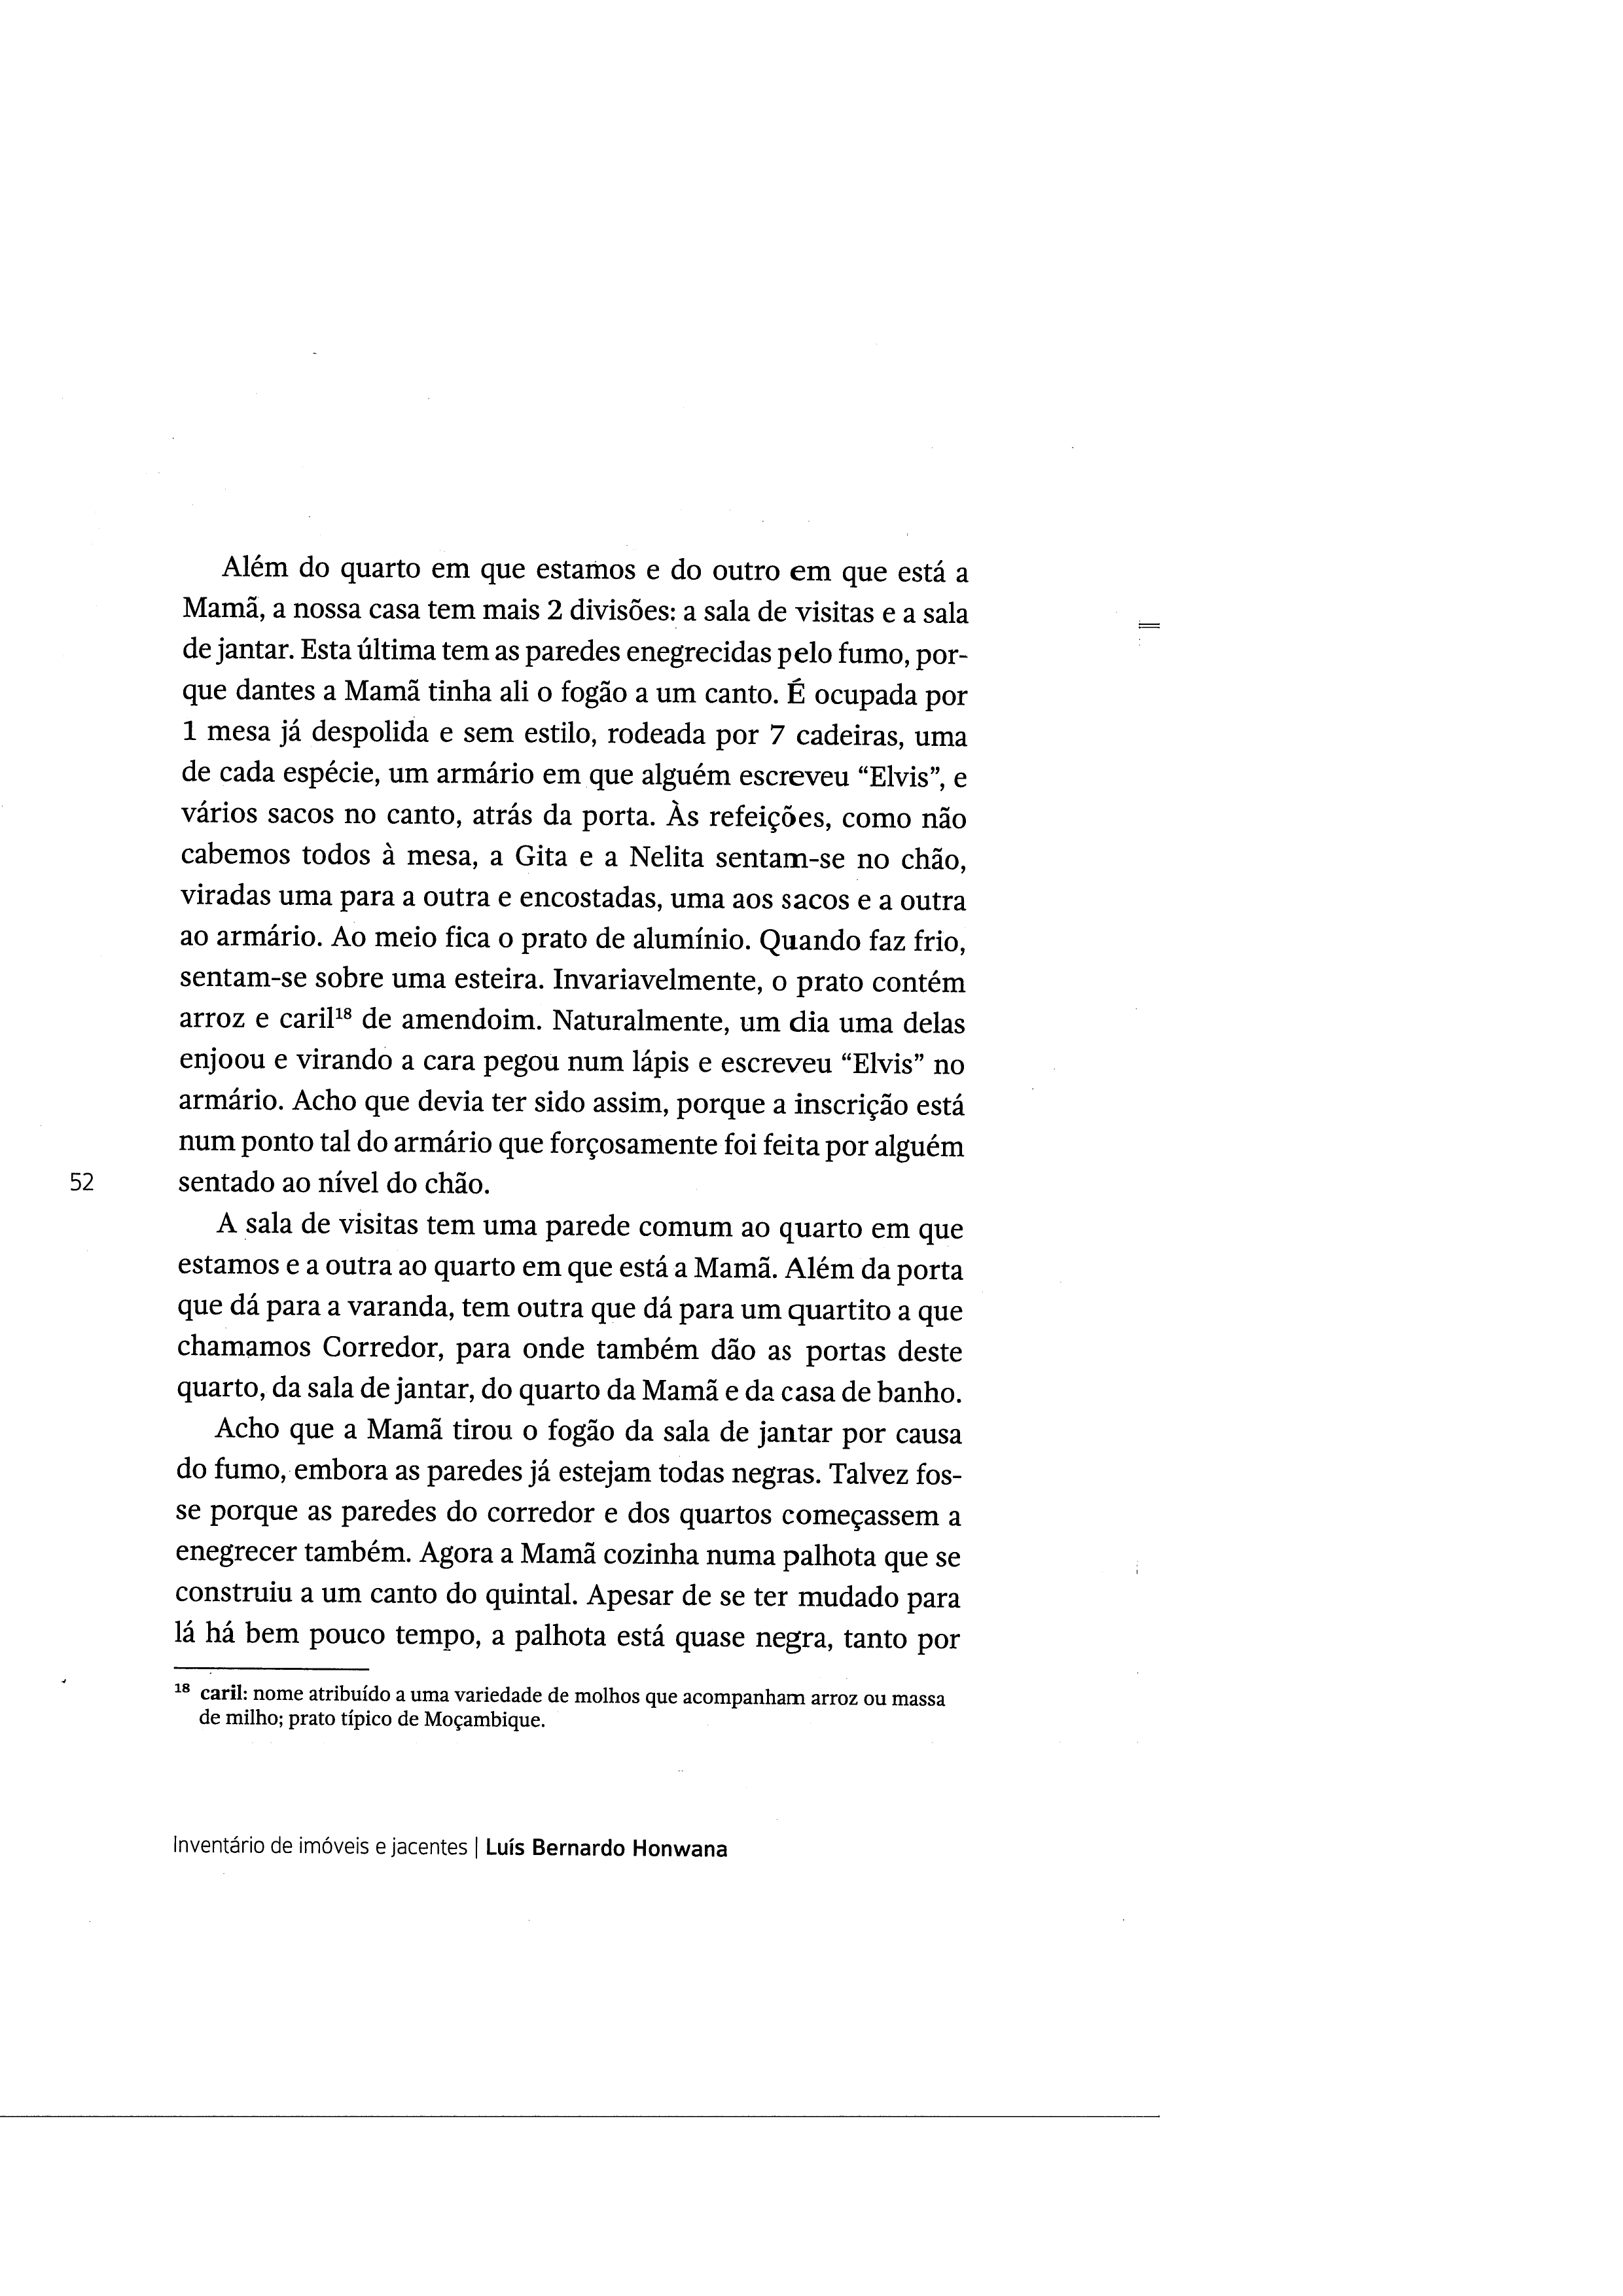 Além do quarto em que estamos e do outro em que está a
Mamã, a nossa casa tem mais 2 divisões: a sala de visitas e a sala
de jantar. Esta última tem as paredes enegrecidas pelo fumo, por-
que dantes a Mamã tinha ali o fogão a um canto. É ocupada por
1 mesa já despolida e sem estilo, rodeada por 7 cadeiras, uma
de cada espécie, um armário em que alguém escreveu “Elvis”, e
vários sacos no canto, atrás da porta. Às refeições, como não
cabemos todos à mesa, a Gita e a Nelita sentam-se no chão,
viradas uma para a outra e encostadas, uma aos sacos e a outra
ao armário. Ao meio fica o prato de alumínio. Quando faz frio,
sentam-se sobre uma esteira. Invariavelmente, o prato contém
arroz e caril¹⁸ de amendoim. Naturalmente, um dia uma delas
enjoou e virando a cara pegou num lápis e escreveu “Elvis” no
armário. Acho que devia ter sido assim, porque a inscrição está
num ponto tal do armário que forçosamente foi feita por alguém
sentado ao nível do chão.
52
A sala de visitas tem uma parede comum ao quarto em que
estamos e a outra ao quarto em que está a Mamã. Além da porta
que dá para a varanda, tem outra que dá para um quartito a que
chamamos Corredor, para onde também dão as portas deste
quarto, da sala de jantar, do quarto da Mamã e da casa de banho.
Acho que a Mamã tirou o fogão da sala de jantar por causa
do fumo, embora as paredes já estejam todas negras. Talvez fos-
se porque as paredes do corredor e dos quartos começassem a
enegrecer também. Agora a Mamã cozinha numa palhota que se
construiu a um canto do quintal. Apesar de se ter mudado para
lá há bem pouco tempo, a palhota está quase negra, tanto por
¹⁸ caril: nome atribuído a uma variedade de molhos que acompanham arroz ou massa
de milho; prato típico de Moçambique.
Inventário de imóveis e jacentes | Luís Bernardo Honwana